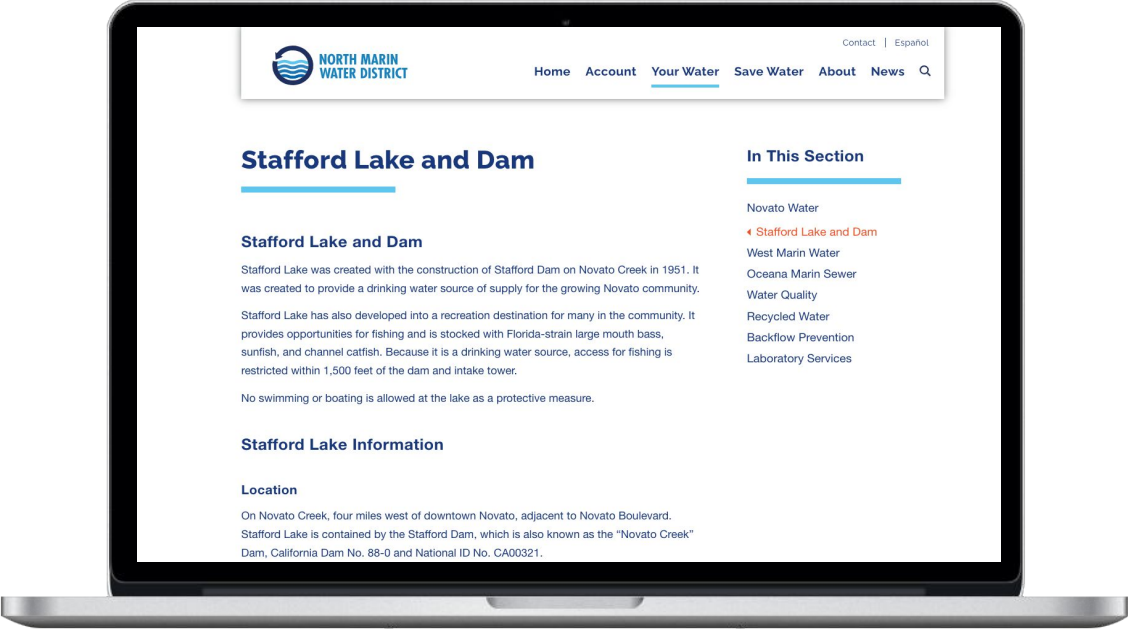 NORTH MARIN
WATER DISTRICT
Contact | Español
Home Account Your Water Save Water About News
Stafford Lake and Dam
Stafford Lake and Dam
Stafford Lake was created with the construction of Stafford Dam on Novato Creek in 1951. It
was created to provide a drinking water source of supply for the growing Novato community.
Stafford Lake has also developed into a recreation destination for many in the community. It
provides opportunities for fishing and is stocked with Florida-strain large mouth bass,
sunfish, and channel catfish. Because it is a drinking water source, access for fishing is
restricted within 1,500 feet of the dam and intake tower.
No swimming or boating is allowed at the lake as a protective measure.
Stafford Lake Information
Location
On Novato Creek, four miles west of downtown Novato, adjacent to Novato Boulevard.
Stafford Lake is contained by the Stafford Dam, which is also known as the “Novato Creek”
Dam, California Dam No. 88-0 and National ID No. CA00321.
In This Section
Novato Water
Stafford Lake and Dam
West Marin Water
Oceana Marin Sewer
Water Quality
Recycled Water
Backflow Prevention
Laboratory Services